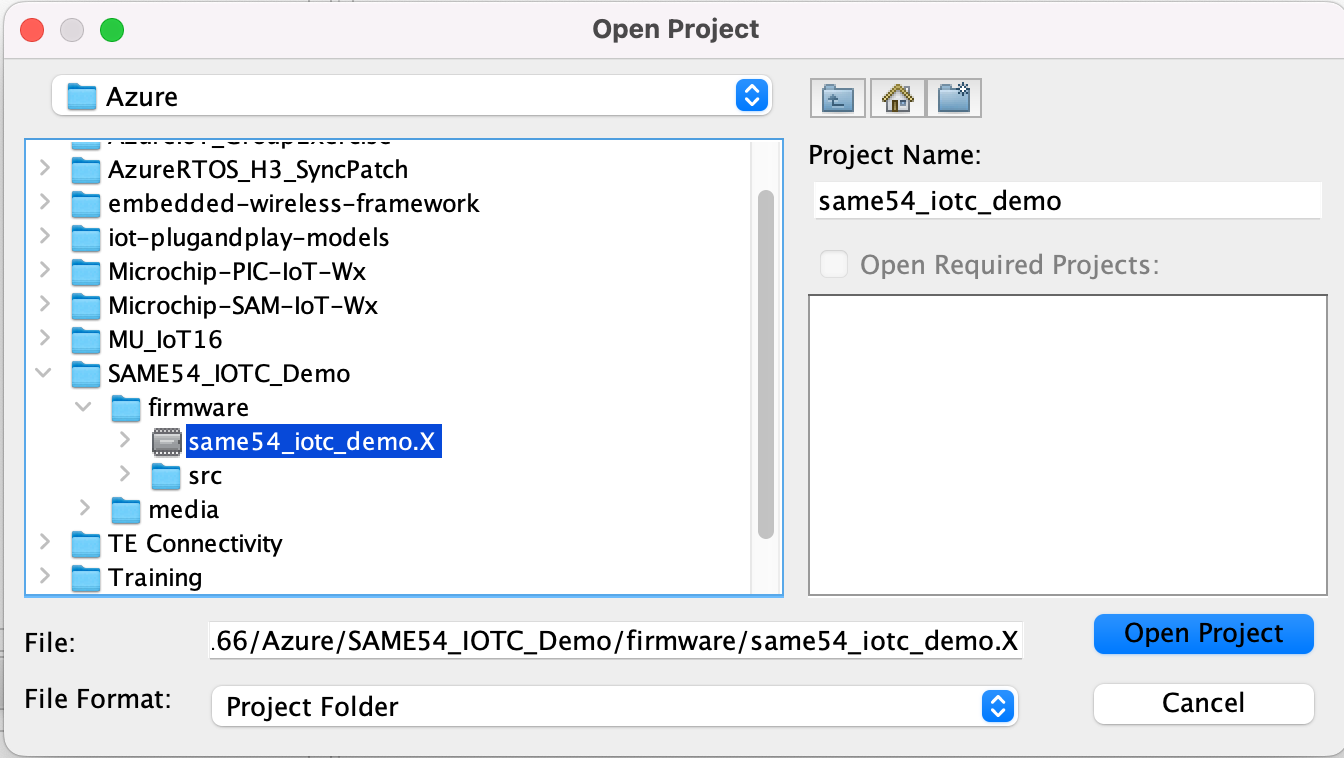 Open Project
Azure
AzureRTOS_H3_SyncPatch
embedded-wireless-framework
iot-plugandplay-models
Microchip-PIC-IoT-Wx
Microchip-SAM-IoT-Wx
MU_IoT16
SAME54_IOTC_Demo
firmware
same54_iotc_demo.X
src
media
TE Connectivity
Training
Project Name:
same54_iotc_demo
Open Required Projects:
File:
.66/Azure/SAME54_IOTC_Demo/firmware/same54_iotc_demo.X
File Format:
Project Folder
Open Project
Cancel